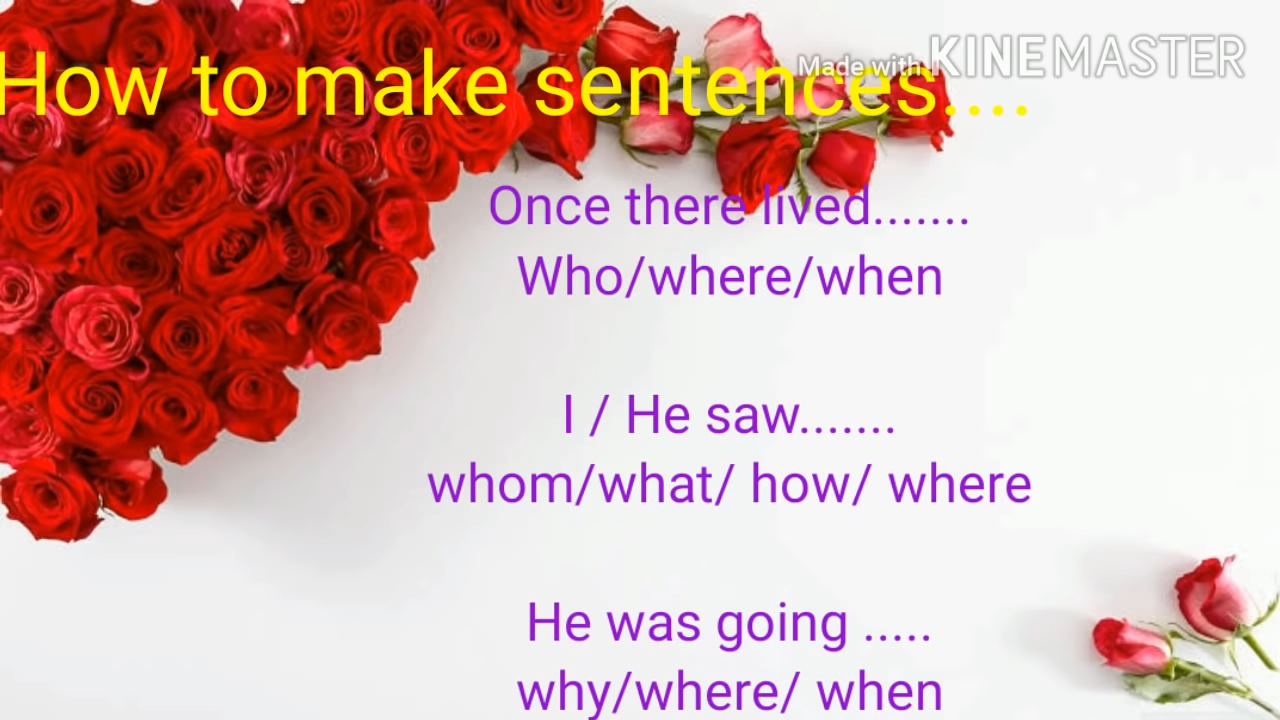 Made with KINEMASTER
How to make sentences....
Once there lived.......
Who/where/when
I / He saw.......
whom/what/ how/ where
He was going .....
why/where/ when